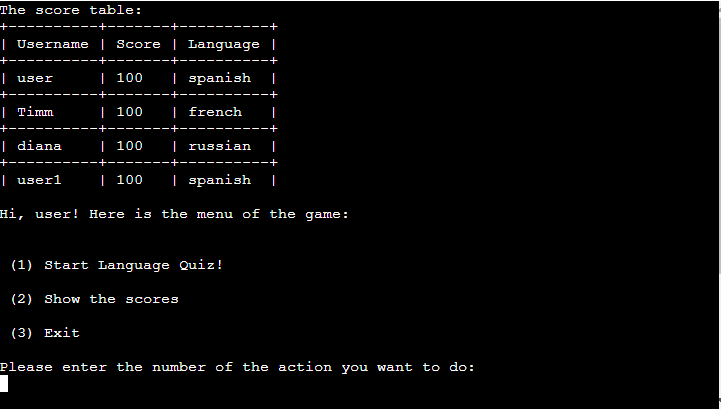 The score table:
+----------+-------+----------+
| Username | Score | Language |
+----------+-------+----------+
| user     | 100   | spanish  |
+----------+-------+----------+
| Timm     | 100   | french   |
+----------+-------+----------+
| diana    | 100   | russian  |
+----------+-------+----------+
| user1    | 100   | spanish  |
Hi, user! Here is the menu of the game:
(1) Start Language Quiz!
(2) Show the scores
(3) Exit
Please enter the number of the action you want to do: